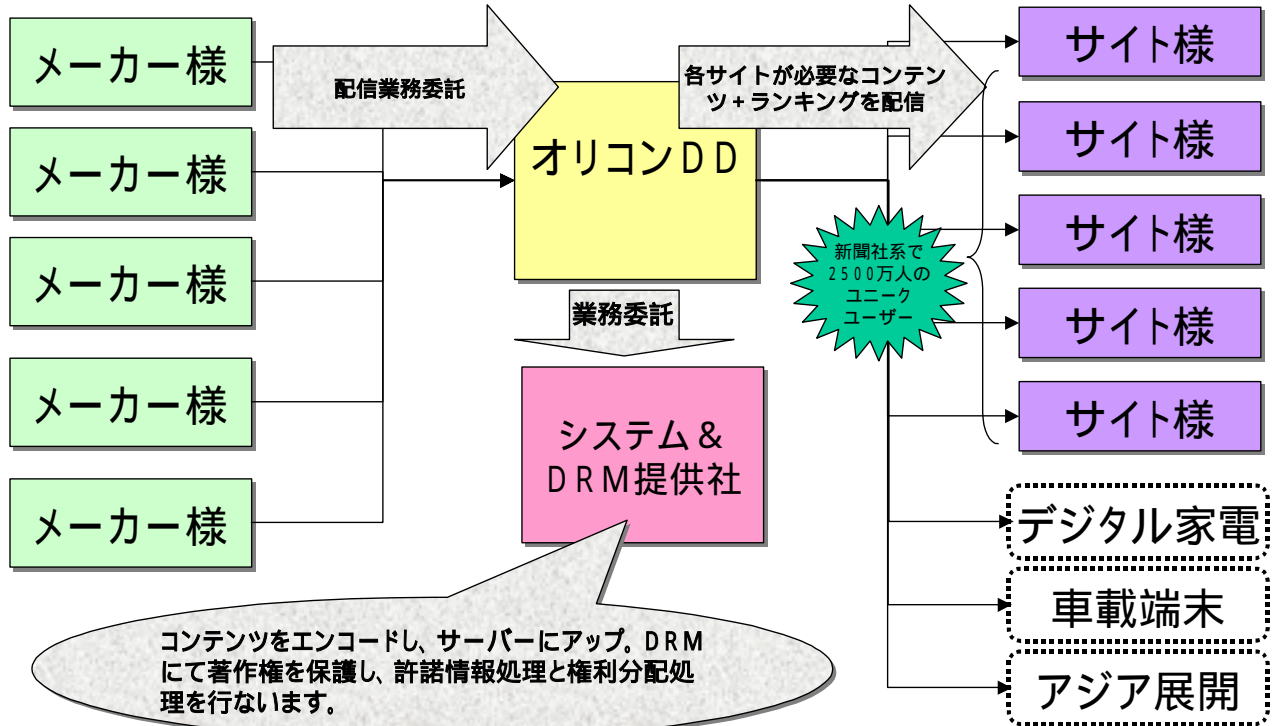 メーカー様
メーカー様
メーカー様
メーカー様
メーカー様
配信業務委託
オリコンＤＤ
各サイトが必要なコンテン
ツ＋ランキングを配信
業務委託
システム＆
ＤＲＭ提供社
コンテンツをエンコードし、サーバーにアップ。ＤＲＭ
にて著作権を保護し、許諾情報処理と権利分配処
理を行ないます。
新聞社系で
２５００万人の
ユニーク
ユーザー
サイト様
サイト様
サイト様
サイト様
サイト様
デジタル家電
車載端末
アジア展開